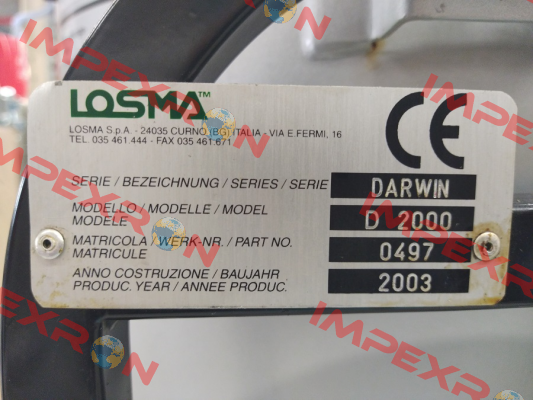 IMPEXRON
LOSMA™
CE
LOSMA S.p.A. - 24035 CURNO (BG) ITALIA - VIA E.FERMI, 16
TEL. 035 461.444 - FAX 035 461.671
SERIE / BEZEICHNUNG / SERIES / SERIE DARWIN
MODELLO / MODELLE / MODEL D 2000
MODELE
MATRICOLA / WERK-NR. / PART NO. 0497
MATRICULE
ANNO COSTRUZIONE / BAUJAHR 2003
PRODUC. YEAR / ANNEE PRODUC.
IMPEXRON
IMPEXRON